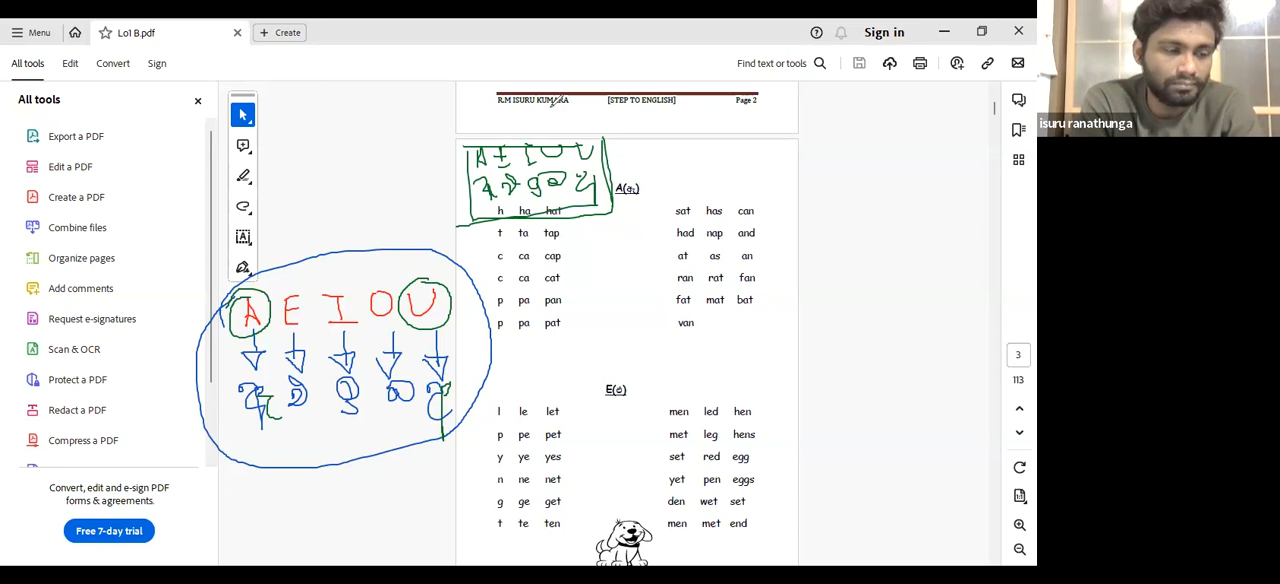 Menu
Lo1 B.pdf
Create
Sign in
All tools Edit Convert Sign
Find text or tools
All tools
Export a PDF
Edit a PDF
Create a PDF
Combine files
Organize pages
Add comments
Request e-signatures
Scan & OCR
Protect a PDF
Redact a PDF
Compress a PDF
Convert, edit and e-sign PDF
forms & agreements.
Free 7-day trial
R.M ISURU KUMARA [STEP TO ENGLISH] Page 2
A I O U
A(ඇ)
h ha hat sat has can
t ta tap had nap and
c ca cap at as an
c ca cat ran rat fan
p pa pan fat mat bat
p pa pat van
A E I O U
E(එ)
l le let men led hen
p pe pet met leg hens
y ye yes set red egg
n ne net yet pen eggs
g ge get den wet set
t te ten men met end
3
113
isuru ranathunga